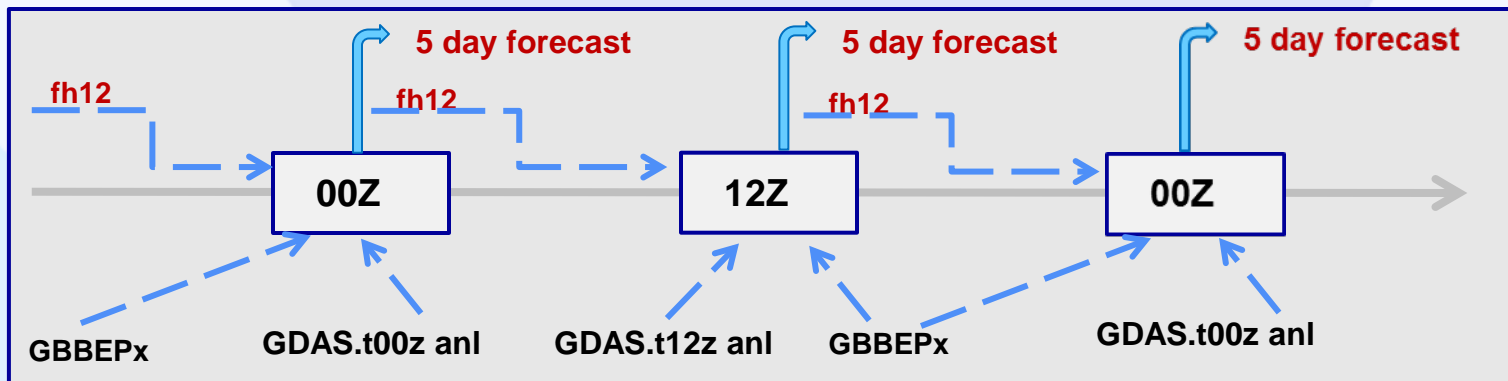 5 day forecast
5 day forecast
5 day forecast
fh12
fh12
fh12
00Z
12Z
00Z
GBBEPx
GDAS.t00z anl
GDAS.t12z anl
GBBEPx
GDAS.t00z anl